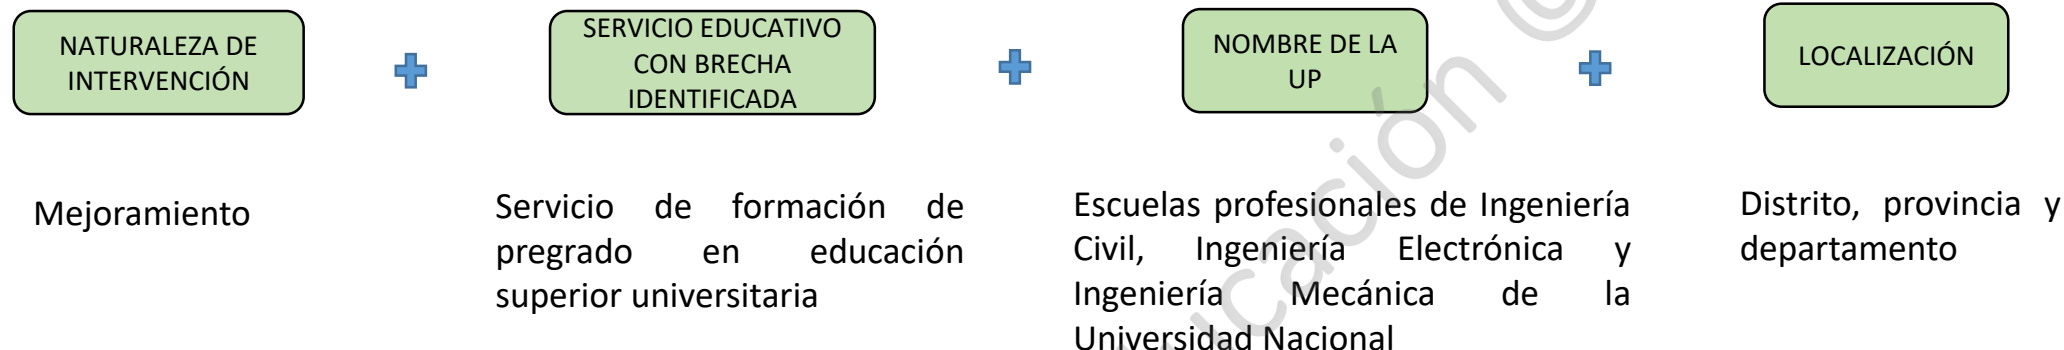 NATURALEZA DE
INTERVENCIÓN
SERVICIO EDUCATIVO
CON BRECHA
IDENTIFICADA
NOMBRE DE LA
UP
LOCALIZACIÓN
Mejoramiento
Servicio de formación de
pregrado en educación
superior universitaria
Escuelas profesionales de Ingeniería
Civil, Ingeniería Electrónica y
Ingeniería Mecánica de la
Universidad Nacional
Distrito, provincia y
departamento